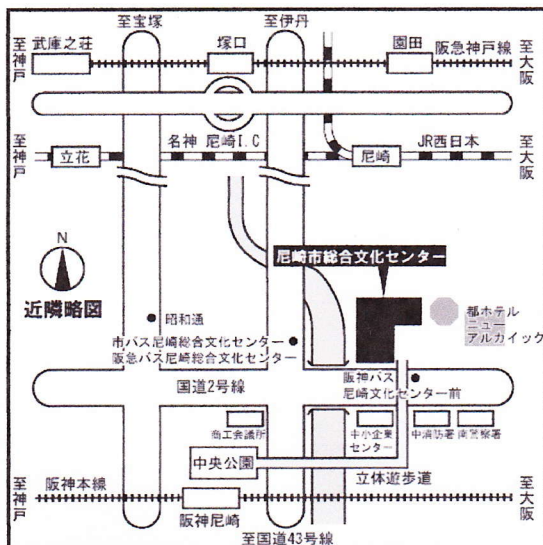 至宝塚
至伊丹
至神戸
武庫之荘
塚口
園田
阪急神戸線
至大阪
名神 尼崎I.C
至神戸
立花
尼崎
JR西日本
至大阪
N
近隣略図
尼崎市総合文化センター
都ホテル
ニュー
アルカイック
昭和通
市バス尼崎総合文化センター
阪急バス尼崎総合文化センター
国道2号線
阪神バス
尼崎文化センター前
商工会議所
中小企業
センター
中消防署
南警察署
中央公園
立体遊歩道
至神戸
阪神本線
阪神尼崎
至大阪
至国道43号線